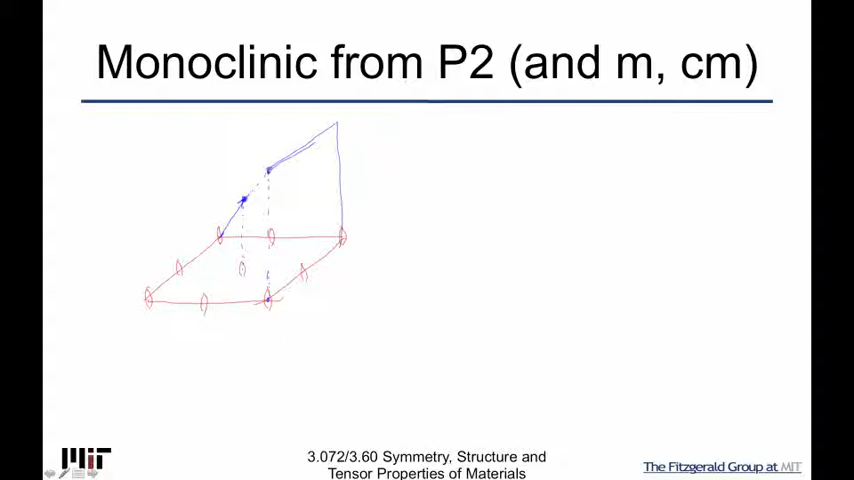 Monoclinic from P2 (and m, cm)
MIT
3.072/3.60 Symmetry, Structure and
Tensor Properties of Materials
The Fitzgerald Group at MIT